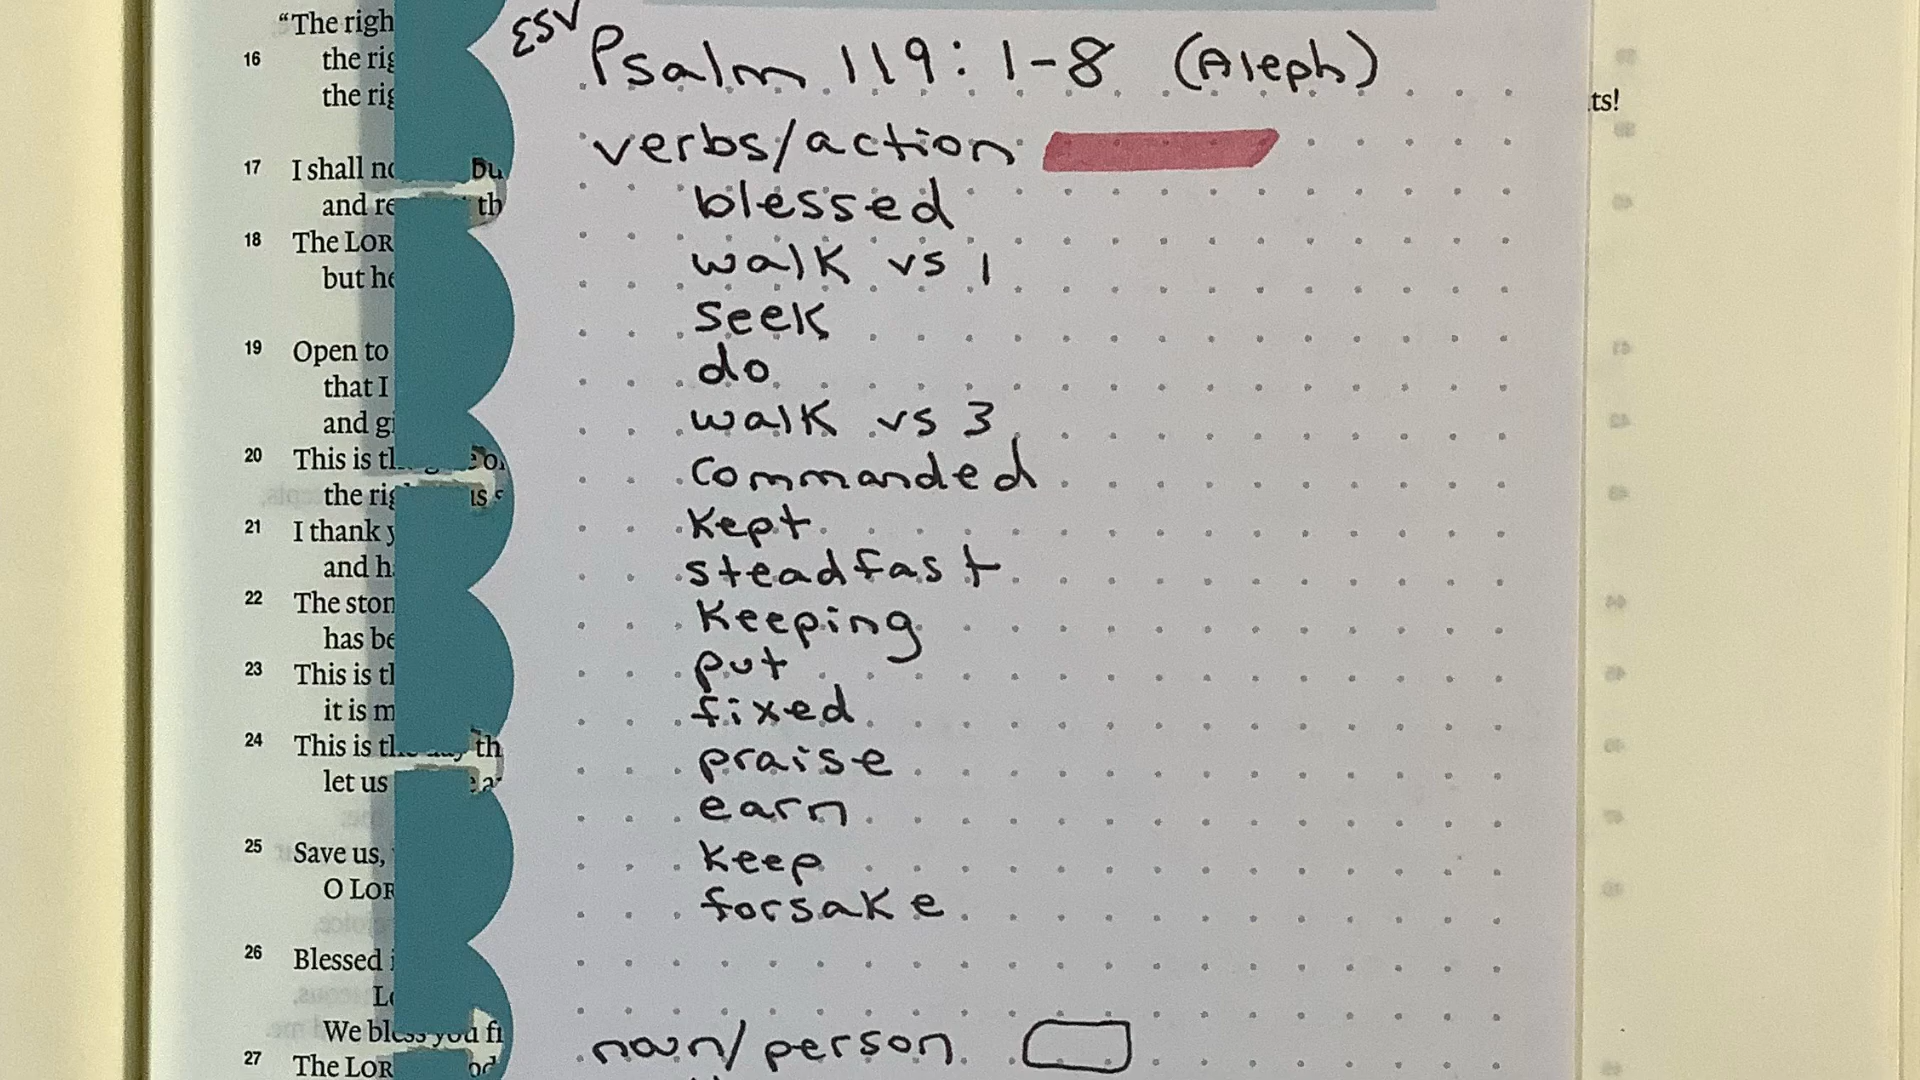 "The righ
16 the rig
the rig
17 I shall no
and re
18 The LOR
but he
19 Open to
that I
and gi
20 This is
the rig
21 I thank y
and h
22 The ston
has be
23 This is
it is m
24 This is th
let us
25 Save us,
O LOR
26 Blessed
We bless you
27 The LOR
ESV
Psalm 119: 1-8 (Aleph)
verbs/action
blessed
walk vs 1
seek
do
walk vs 3
commanded
kept
steadfast
keeping
put
fixed
praise
earn
keep
forsake
noun/person
ts!